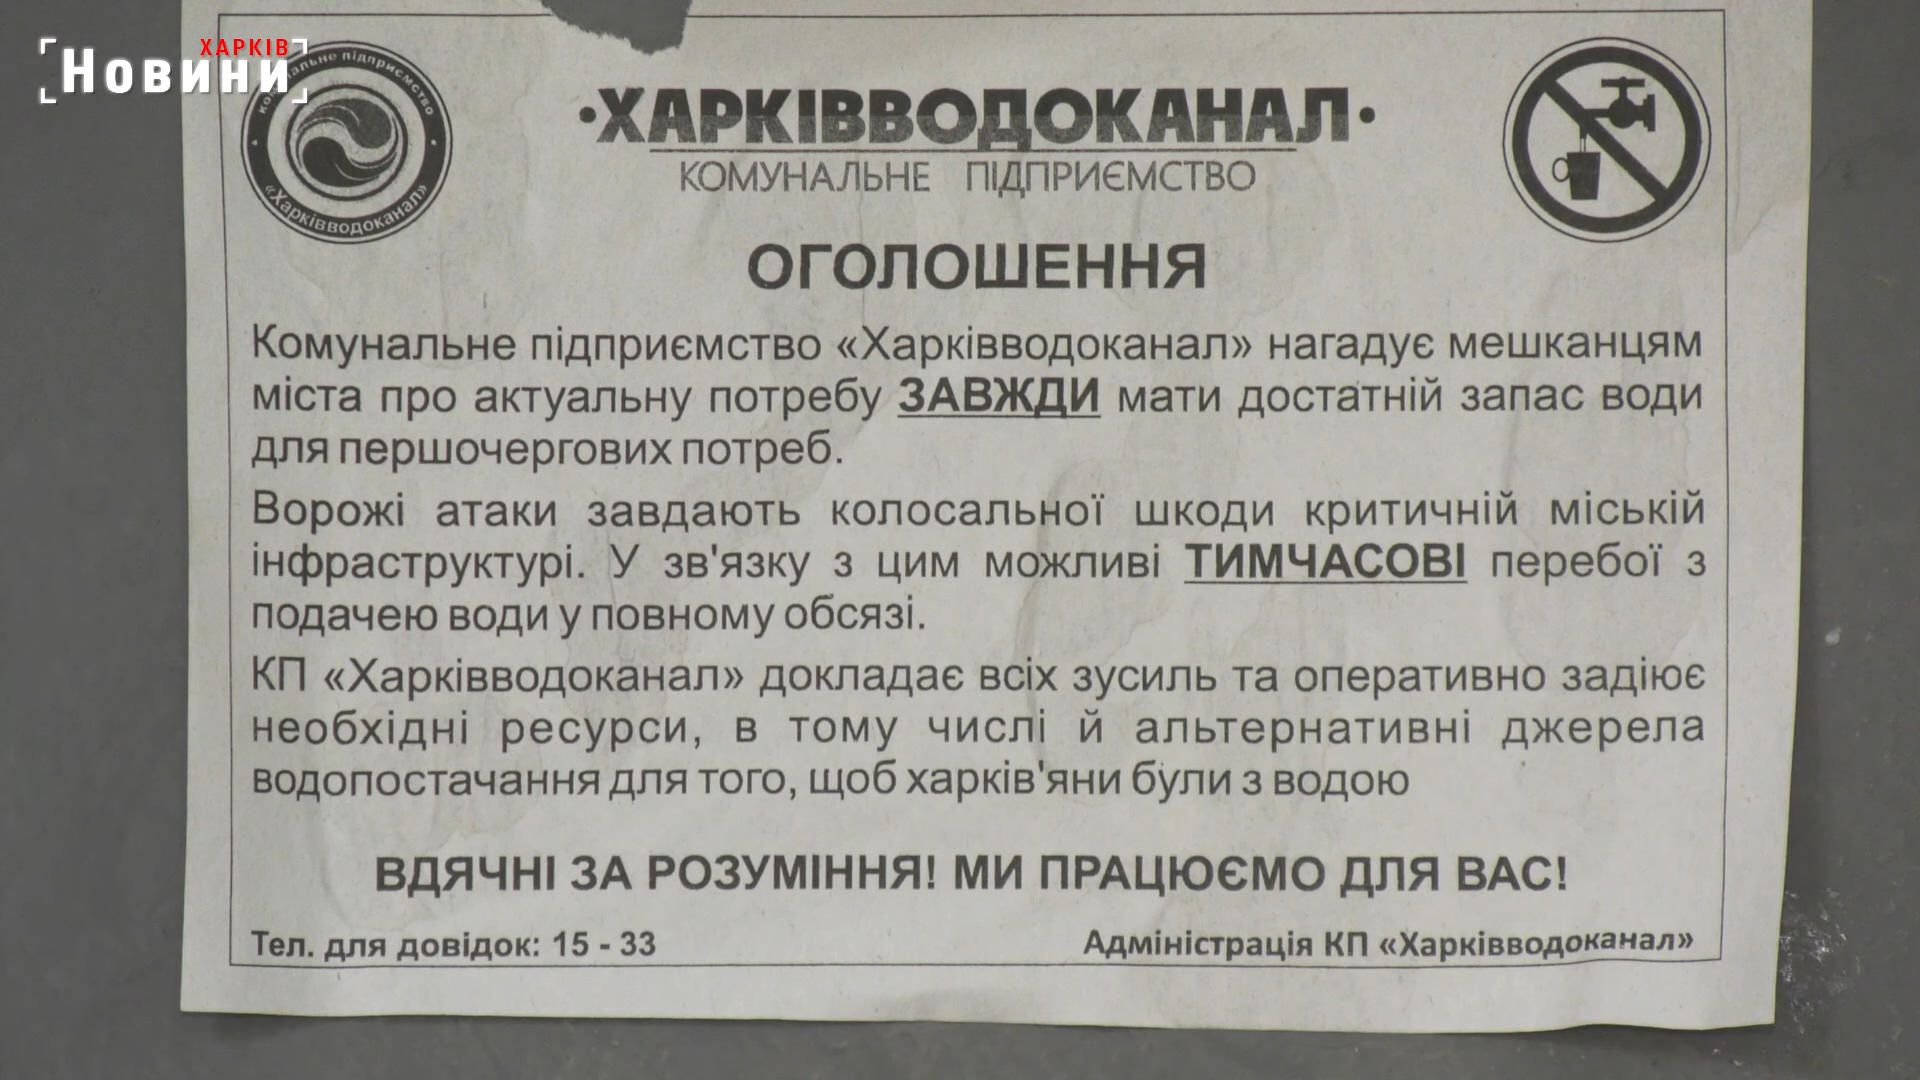 ХАРКІВ
Новини
комунальне підприємство
«Харківводоканал»
·ХАРКІВВОДОКАНАЛ·
КОМУНАЛЬНЕ ПІДПРИЄМСТВО
ОГОЛОШЕННЯ
Комунальне підприємство «Харківводоканал» нагадує мешканцям
міста про актуальну потребу ЗАВЖДИ мати достатній запас води
для першочергових потреб.
Ворожі атаки завдають колосальної шкоди критичній міській
інфраструктурі. У зв'язку з цим можливі ТИМЧАСОВІ перебої з
подачею води у повному обсязі.
КП «Харківводоканал» докладає всіх зусиль та оперативно задіює
необхідні ресурси, в тому числі й альтернативні джерела
водопостачання для того, щоб харків'яни були з водою
ВДЯЧНІ ЗА РОЗУМІННЯ! МИ ПРАЦЮЄМО ДЛЯ ВАС!
Тел. для довідок: 15 - 33
Адміністрація КП «Харківводоканал»